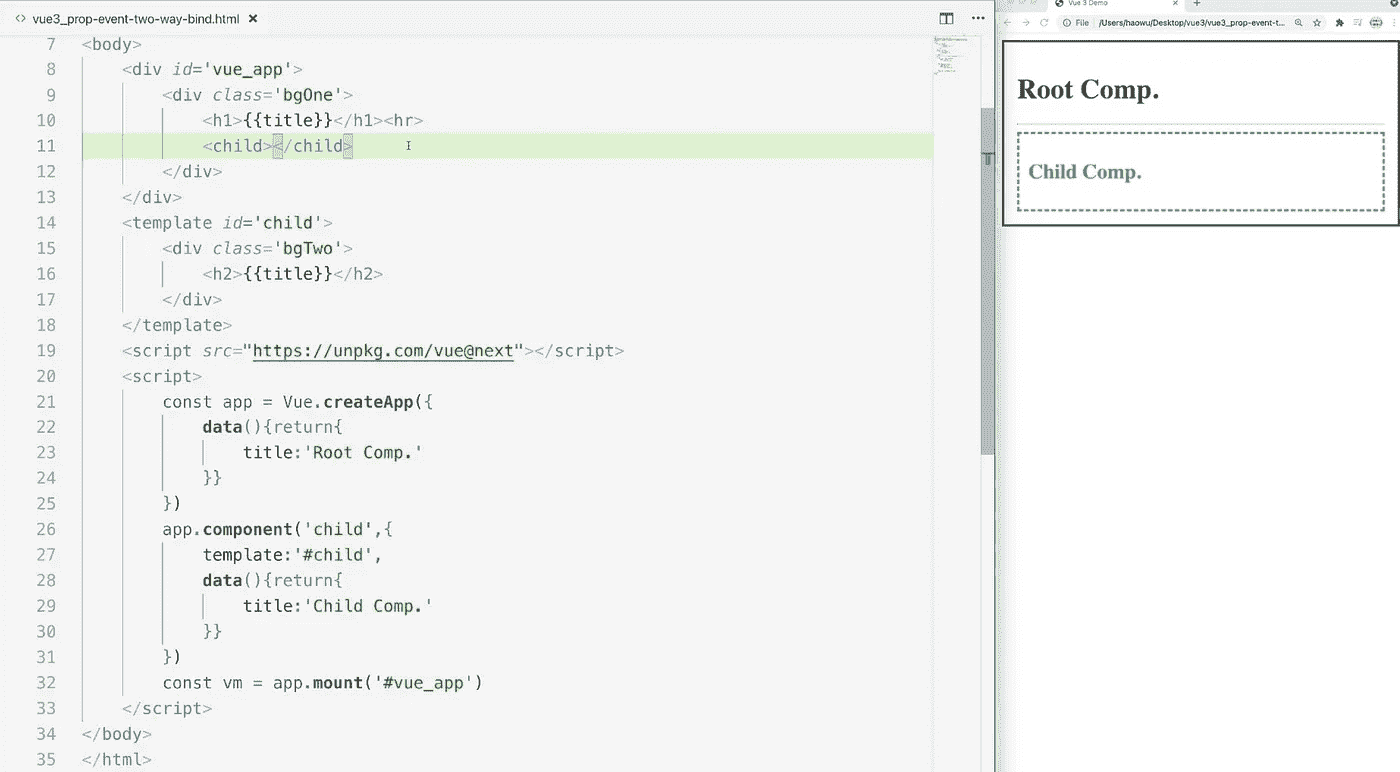 <> vue3_prop-event-two-way-bind.html ×
7 <body>
8 <div id='vue_app'>
9 <div class='bgOne'>
10 <h1>{{title}}</h1><hr>
11 <child></child>
12 </div>
13 </div>
14 <template id='child'>
15 <div class='bgTwo'>
16 <h2>{{title}}</h2>
17 </div>
18 </template>
19 <script src="https://unpkg.com/vue@next"></script>
20 <script>
21 const app = Vue.createApp({
22 data(){return{
23 title:'Root Comp.'
24 }}
25 })
26 app.component('child',{
27 template:'#child',
28 data(){return{
29 title:'Child Comp.'
30 }}
31 })
32 const vm = app.mount('#vue_app')
33 </script>
34 </body>
35 </html>
Vue 3 Demo
File /Users/haowu/Desktop/vue3/vue3_prop-event-t...
Root Comp.
Child Comp.